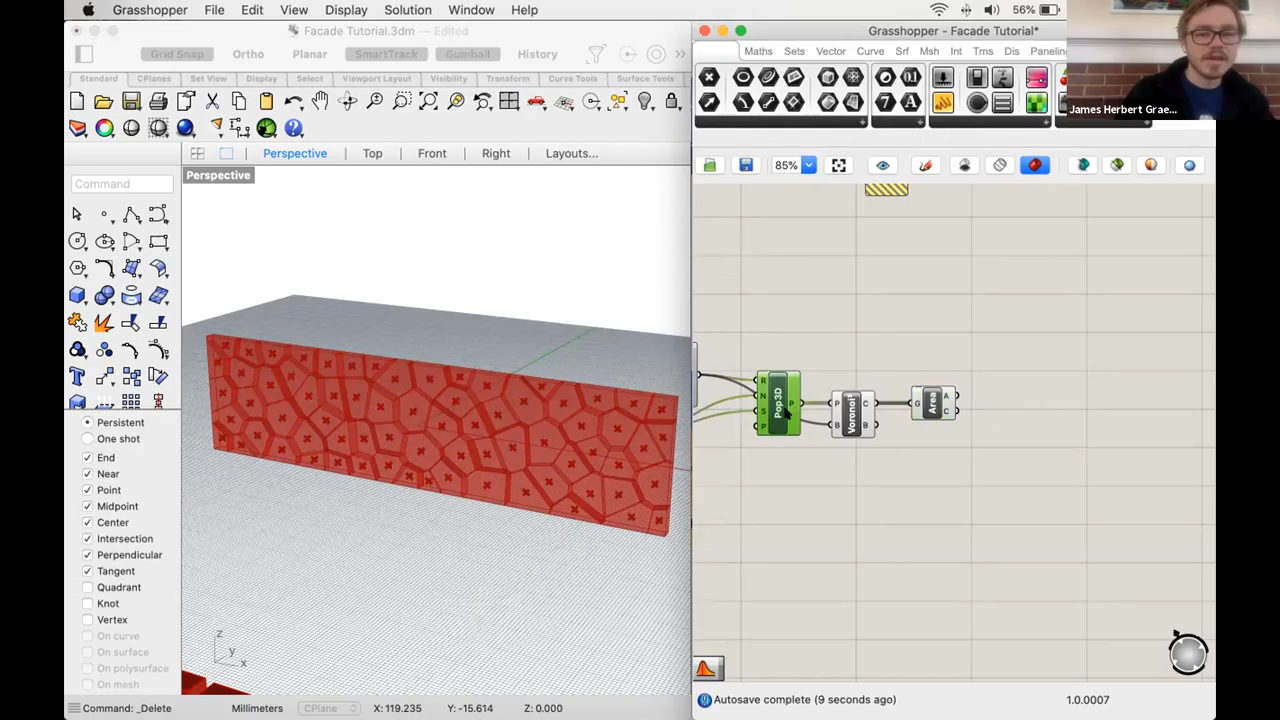 Grasshopper File Edit View Display Solution Window Help
56%
Facade Tutorial.3dm — Edited
Grasshopper - Facade Tutorial*
Grid Snap Ortho Planar SmartTrack Gumball History
Maths Sets Vector Curve Srf Msh Int Trns Dis Paneling
Standard CPlanes Set View Display Select Viewport Layout Visibility Transform Curve Tools Surface Tools
James Herbert Grae...
Perspective Top Front Right Layouts...
85%
Perspective
Command
Pop3D
R
N
S
P
P
Voronoi³
P
B
C
B
Area
G
A
C
Persistent
One shot
End
Near
Point
Midpoint
Center
Intersection
Perpendicular
Tangent
Quadrant
Knot
Vertex
On curve
On surface
On polysurface
On mesh
z
y
x
Command: _Delete Millimeters CPlane X: 119.235 Y: -15.614 Z: 0.000
Autosave complete (9 seconds ago) 1.0.0007